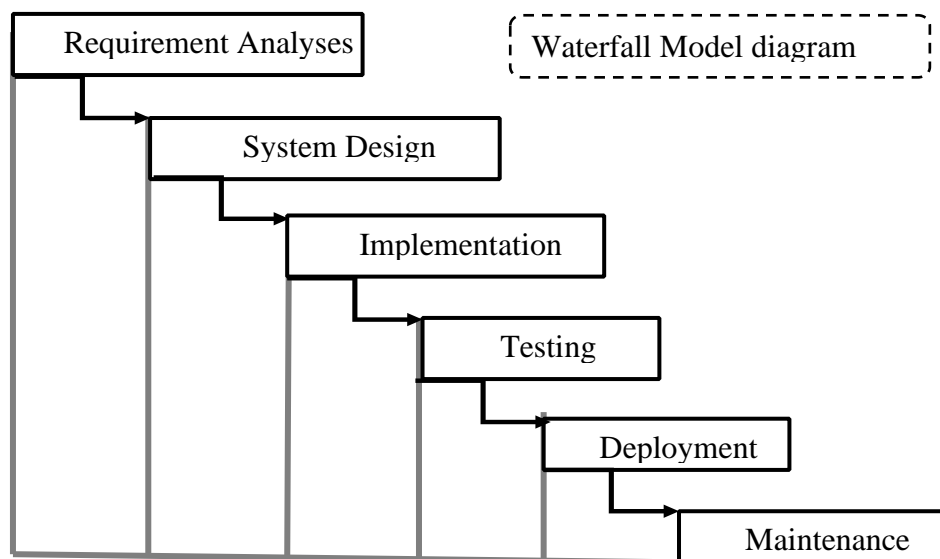 Requirement Analyses
Waterfall Model diagram
System Design
Implementation
Testing
Deployment
Maintenance